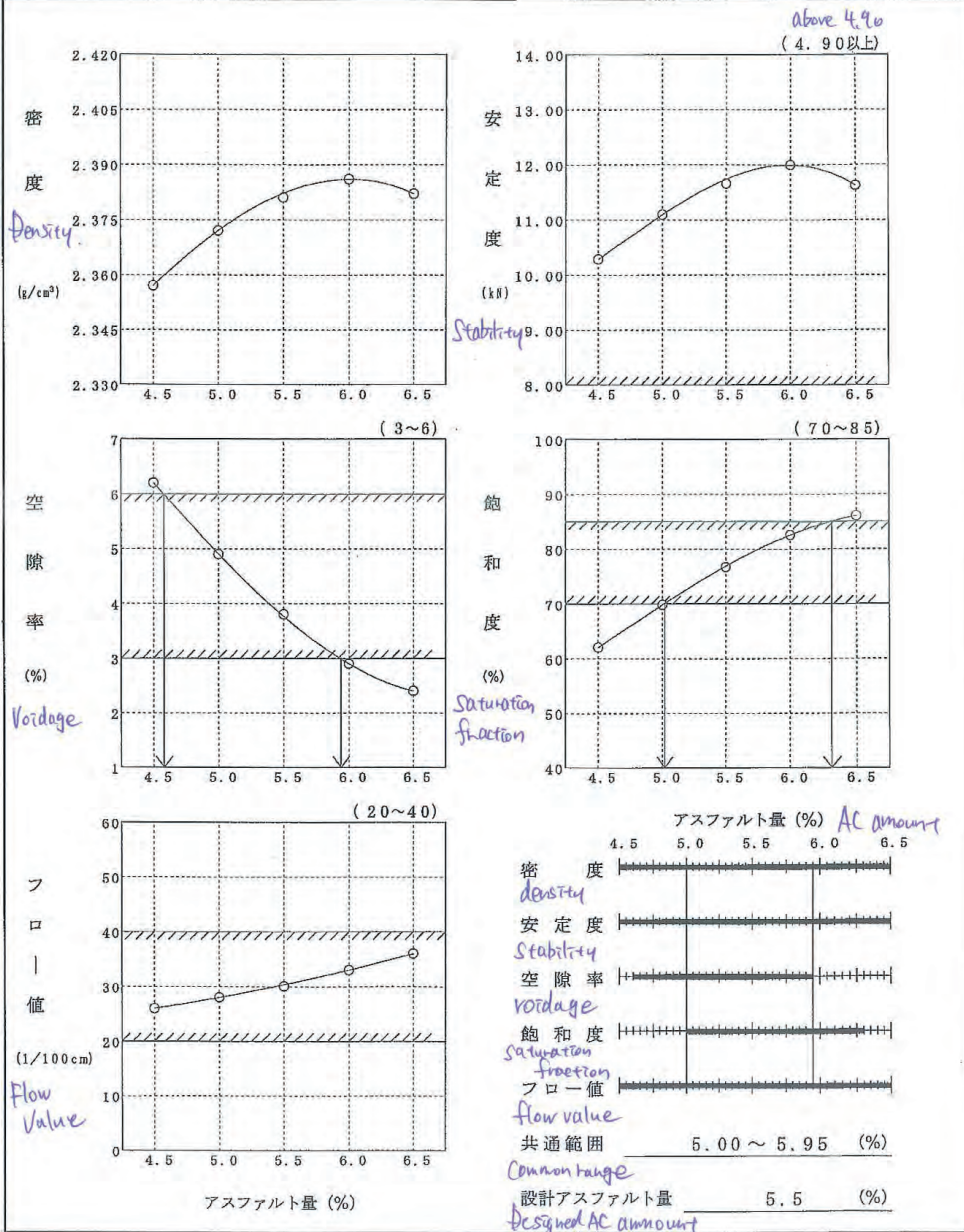 above 4.90
(4.90以上)
2.420
2.405
2.390
2.375
2.360
2.345
2.330
密度
Density
(g/cm³)
4.5 5.0 5.5 6.0 6.5
14.00
13.00
12.00
11.00
10.00
9.00
8.00
安定度
(kN)
Stability
4.5 5.0 5.5 6.0 6.5
(3~6)
7
6
5
4
3
2
1
空隙率
(%)
Voidage
4.5 5.0 5.5 6.0 6.5
(70~85)
100
90
80
70
60
50
40
飽和度
(%)
Saturation
fraction
4.5 5.0 5.5 6.0 6.5
(20~40)
60
50
40
30
20
10
0
フロー値
(1/100cm)
Flow
Value
4.5 5.0 5.5 6.0 6.5
アスファルト量 (%)
アスファルト量 (%) AC amount
4.5 5.0 5.5 6.0 6.5
密度
density
安定度
Stability
空隙率
voidage
飽和度
saturation
fraction
フロー値
flow value
共通範囲 5.00 ~ 5.95 (%)
Common range
設計アスファルト量 5.5 (%)
Designed AC ammount